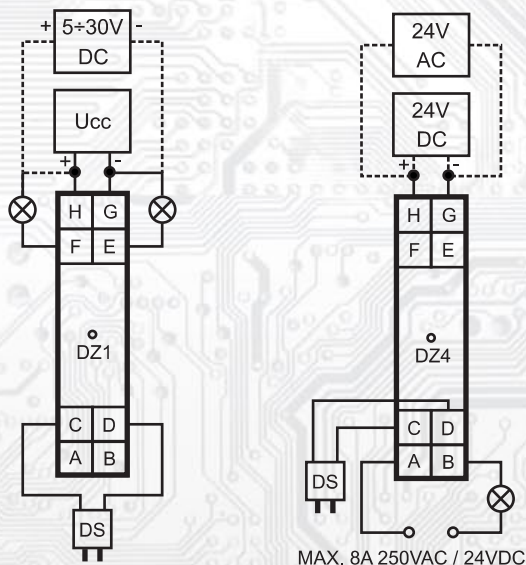 + 5÷30V -
DC
Ucc
+ -
H G
F E
DZ1
C D
A B
DS
24V
AC
24V
DC
+ -
H G
F E
DZ4
C D
A B
DS
MAX. 8A 250VAC / 24VDC